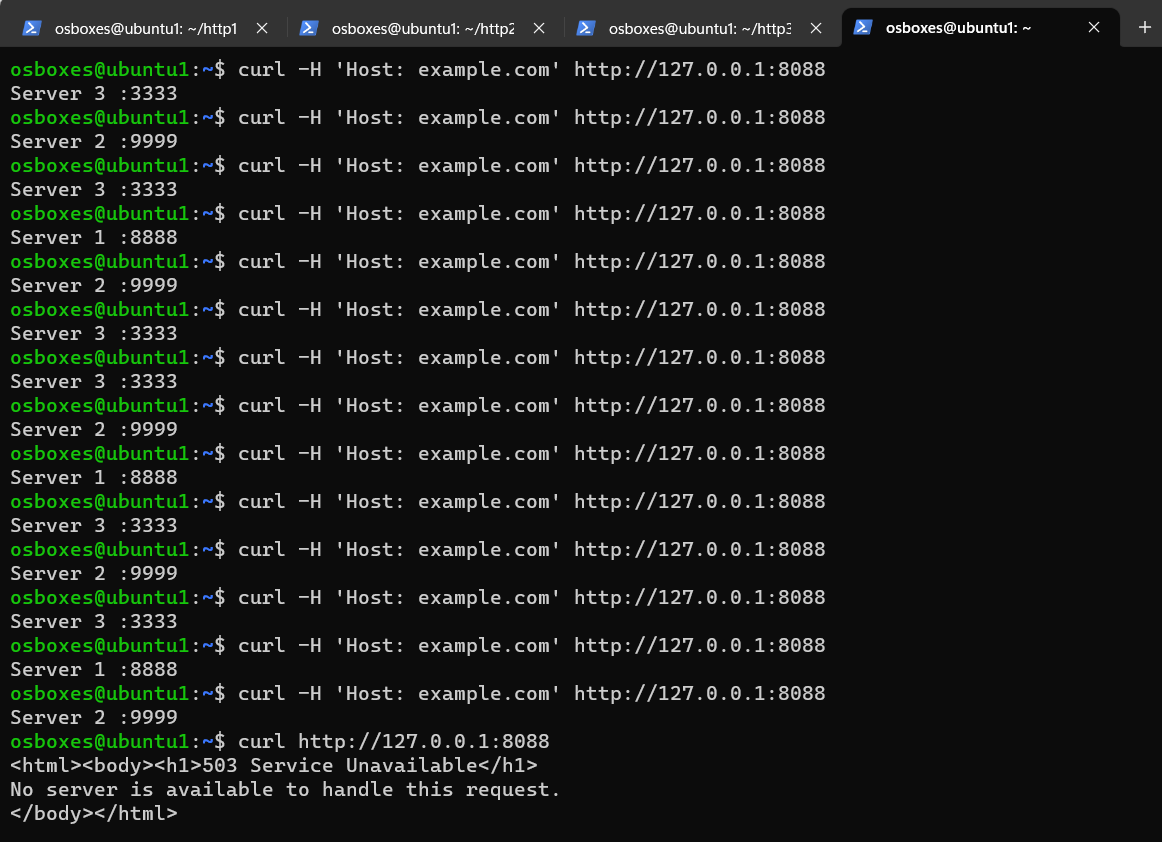 osboxes@ubuntu1: ~/http1
osboxes@ubuntu1: ~/http2
osboxes@ubuntu1: ~/http3
osboxes@ubuntu1: ~
osboxes@ubuntu1:~$ curl -H 'Host: example.com' http://127.0.0.1:8088
Server 3 :3333
osboxes@ubuntu1:~$ curl -H 'Host: example.com' http://127.0.0.1:8088
Server 2 :9999
osboxes@ubuntu1:~$ curl -H 'Host: example.com' http://127.0.0.1:8088
Server 3 :3333
osboxes@ubuntu1:~$ curl -H 'Host: example.com' http://127.0.0.1:8088
Server 1 :8888
osboxes@ubuntu1:~$ curl -H 'Host: example.com' http://127.0.0.1:8088
Server 2 :9999
osboxes@ubuntu1:~$ curl -H 'Host: example.com' http://127.0.0.1:8088
Server 3 :3333
osboxes@ubuntu1:~$ curl -H 'Host: example.com' http://127.0.0.1:8088
Server 3 :3333
osboxes@ubuntu1:~$ curl -H 'Host: example.com' http://127.0.0.1:8088
Server 2 :9999
osboxes@ubuntu1:~$ curl -H 'Host: example.com' http://127.0.0.1:8088
Server 1 :8888
osboxes@ubuntu1:~$ curl -H 'Host: example.com' http://127.0.0.1:8088
Server 3 :3333
osboxes@ubuntu1:~$ curl -H 'Host: example.com' http://127.0.0.1:8088
Server 2 :9999
osboxes@ubuntu1:~$ curl -H 'Host: example.com' http://127.0.0.1:8088
Server 3 :3333
osboxes@ubuntu1:~$ curl -H 'Host: example.com' http://127.0.0.1:8088
Server 1 :8888
osboxes@ubuntu1:~$ curl -H 'Host: example.com' http://127.0.0.1:8088
Server 2 :9999
osboxes@ubuntu1:~$ curl http://127.0.0.1:8088
<html><body><h1>503 Service Unavailable</h1>
No server is available to handle this request.
</body></html>